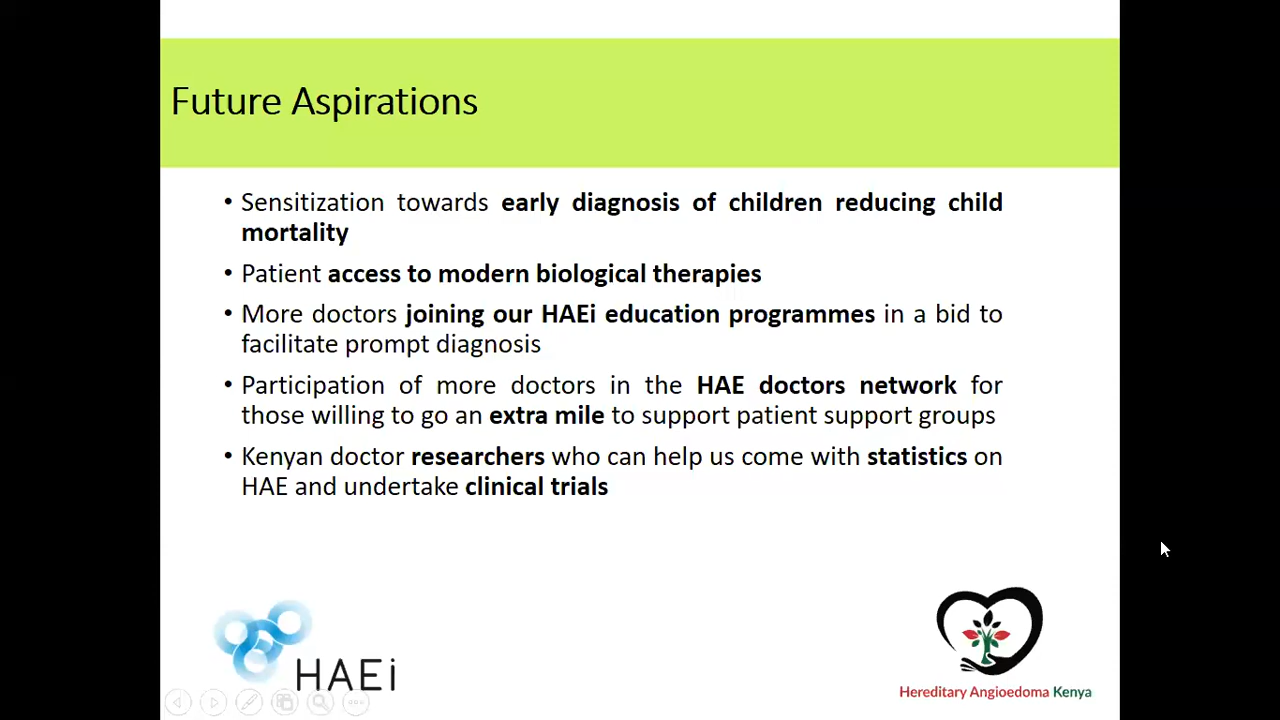 Future Aspirations
• Sensitization towards early diagnosis of children reducing child
mortality
• Patient access to modern biological therapies
• More doctors joining our HAEi education programmes in a bid to
facilitate prompt diagnosis
• Participation of more doctors in the HAE doctors network for
those willing to go an extra mile to support patient support groups
• Kenyan doctor researchers who can help us come with statistics on
HAE and undertake clinical trials
HAEi
Hereditary Angioedoma Kenya